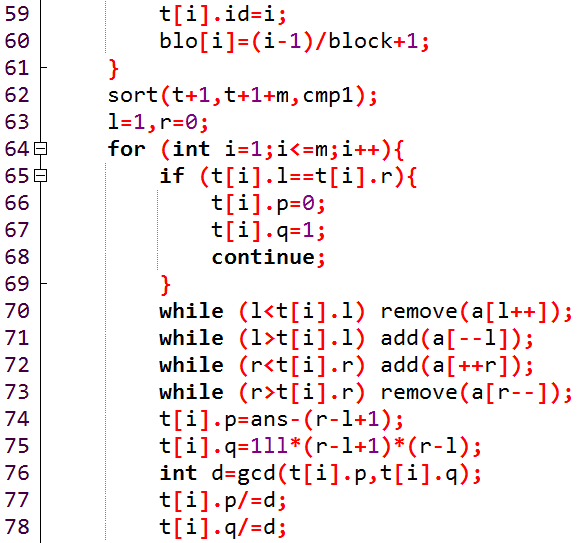 59 t[i].id=i;
60 blo[i]=(i-1)/block+1;
61 }
62 sort(t+1,t+1+m,cmp1);
63 l=1,r=0;
64 for (int i=1;i<=m;i++){
65 if (t[i].l==t[i].r){
66 t[i].p=0;
67 t[i].q=1;
68 continue;
69 }
70 while (l<t[i].l) remove(a[l++]);
71 while (l>t[i].l) add(a[--l]);
72 while (r<t[i].r) add(a[++r]);
73 while (r>t[i].r) remove(a[r--]);
74 t[i].p=ans-(r-l+1);
75 t[i].q=1ll*(r-l+1)*(r-l);
76 int d=gcd(t[i].p,t[i].q);
77 t[i].p/=d;
78 t[i].q/=d;